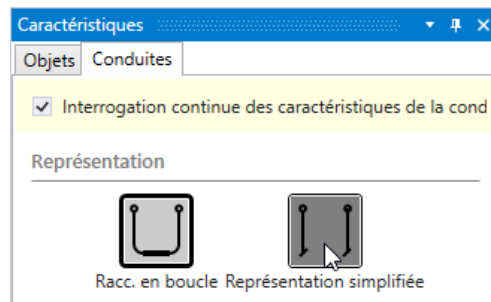 Caractéristiques
Objets Conduites
Interrogation continue des caractéristiques de la cond
Représentation
Racc. en boucle Représentation simplifiée